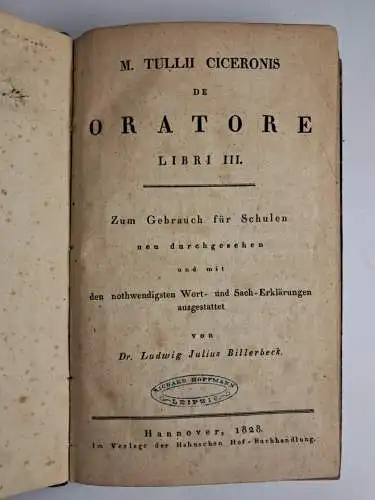 M. TULLII CICERONIS
DE
ORATORE
LIBRI III.
Zum Gebrauch für Schulen
neu durchgesehen
und mit
den nothwendigsten Wort- und Sach-Erklärungen
ausgestattet
von
Dr. Ludwig Julius Billerbeck.
RICHARD HOFFMANN
LEIPZIG
Hannover, 1828.
Im Verlage der Hahnschen Hof-Buchhandlung.